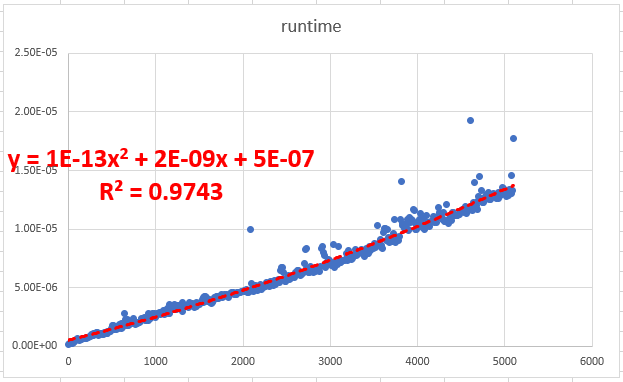 runtime
2.50E-05
2.00E-05
y = 1E-13x² + 2E-09x + 5E-07
1.50E-05
R² = 0.9743
1.00E-05
5.00E-06
0.00E+00
0 1000 2000 3000 4000 5000 6000